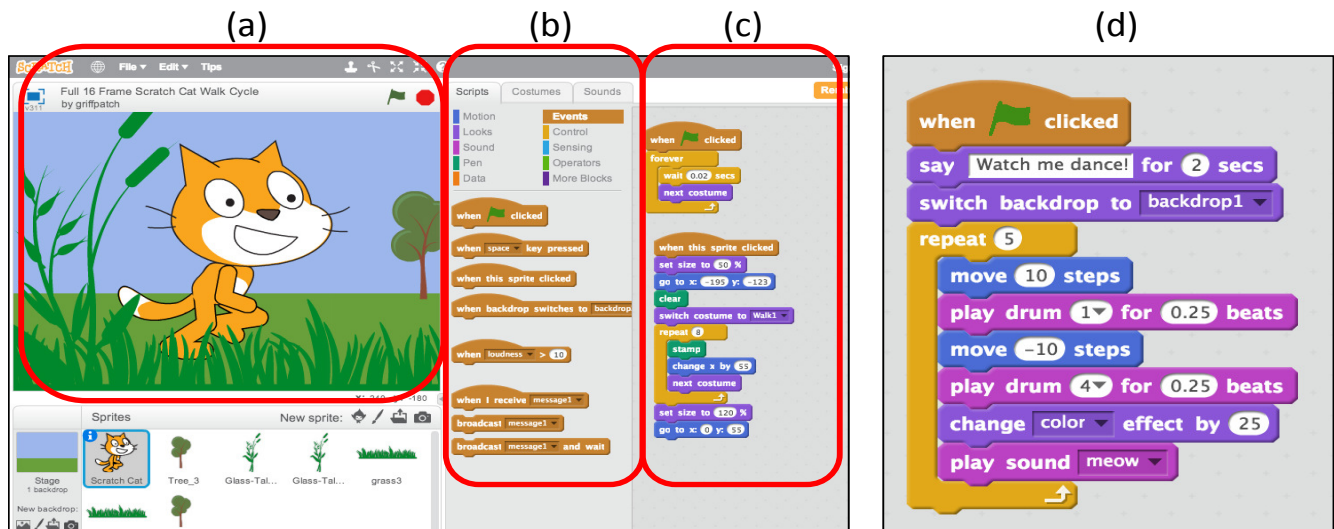 (a)
(b)
(c)
(d)
SCRATCH
File Edit Tips
v311
Full 16 Frame Scratch Cat Walk Cycle
by griffpatch
Scripts Costumes Sounds
Motion Events
Looks Control
Sound Sensing
Pen Operators
Data More Blocks
when clicked
when space key pressed
when this sprite clicked
when backdrop switches to backdrop
when loudness > 10
when I receive message1
broadcast message1
broadcast message1 and wait
when clicked
forever
wait 0.02 secs
next costume
when this sprite clicked
set size to 50 %
go to x: -195 y: -123
clear
switch costume to Walk1
repeat 8
stamp
change x by 55
next costume
set size to 120 %
go to x: 0 y: 55
Sprites New sprite:
Stage
1 backdrop
New backdrop:
Scratch Cat
Tree_3
Glass-Tal...
Glass-Tal...
grass3
when clicked
say Watch me dance! for 2 secs
switch backdrop to backdrop1
repeat 5
move 10 steps
play drum 1 for 0.25 beats
move -10 steps
play drum 4 for 0.25 beats
change color effect by 25
play sound meow